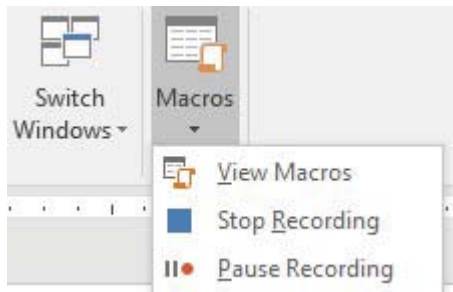 Switch
Windows
Macros
View Macros
Stop Recording
Pause Recording